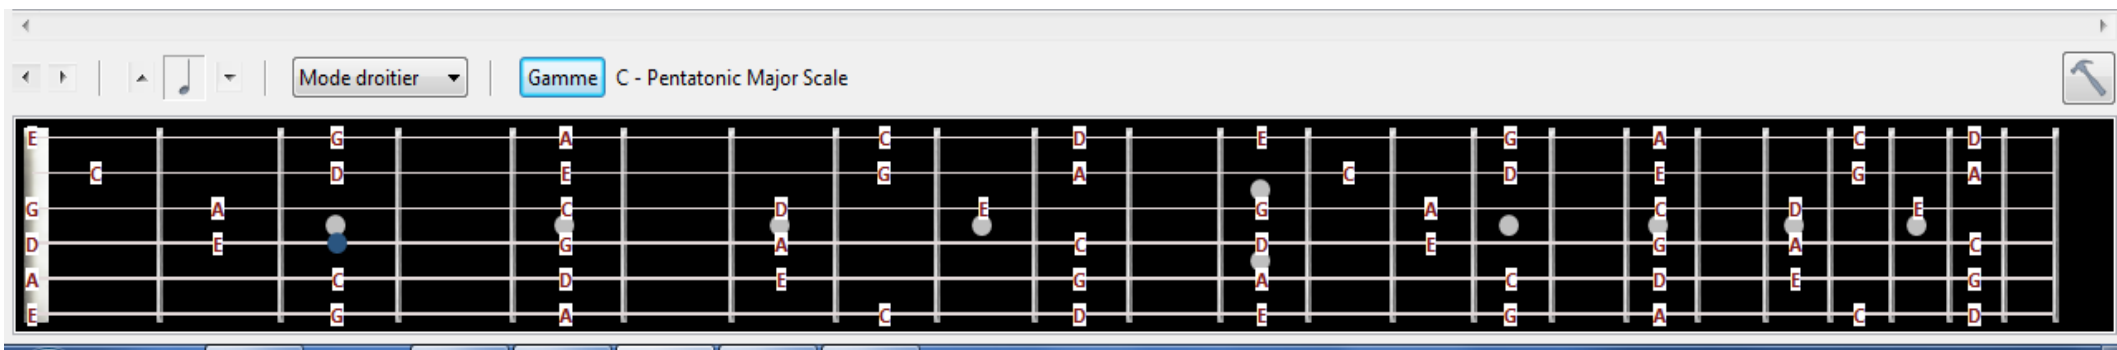 Mode droitier Gamme C - Pentatonic Major Scale
E G A C D E G A C D
C D E G A C D E G A
G A C D E G A C D E
D E G A C D E G A C
A C D E G A C D E G
E G A C D E G A C D